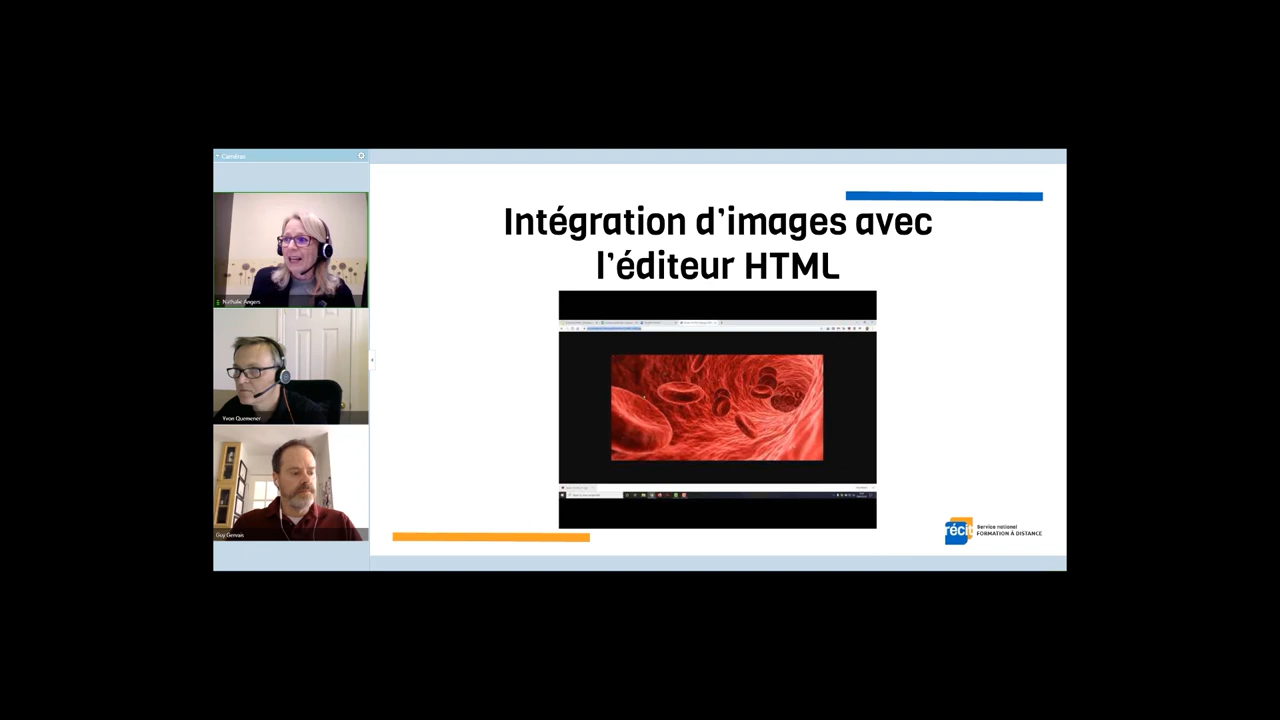 Caméras
Nathalie Angers
Yvon Quemener
Guy Gervais
Intégration d'images avec
l'éditeur HTML
récit
Service national
FORMATION À DISTANCE